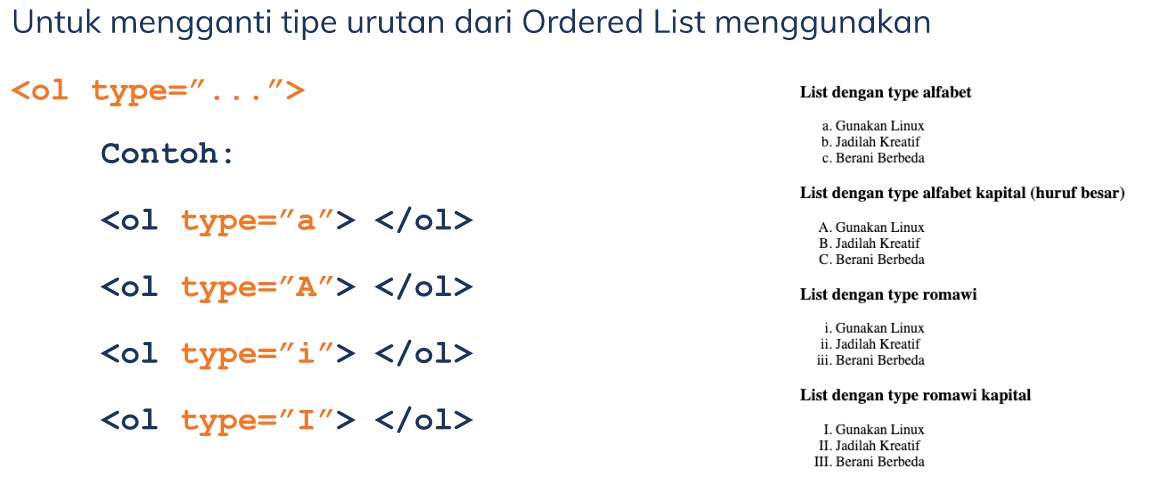 Untuk mengganti tipe urutan dari Ordered List menggunakan
<ol type="...">
Contoh:
<ol type="a"> </ol>
<ol type="A"> </ol>
<ol type="i"> </ol>
<ol type="I"> </ol>
List dengan type alfabet
a. Gunakan Linux
b. Jadilah Kreatif
c. Berani Berbeda
List dengan type alfabet kapital (huruf besar)
A. Gunakan Linux
B. Jadilah Kreatif
C. Berani Berbeda
List dengan type romawi
i. Gunakan Linux
ii. Jadilah Kreatif
iii. Berani Berbeda
List dengan type romawi kapital
I. Gunakan Linux
II. Jadilah Kreatif
III. Berani Berbeda